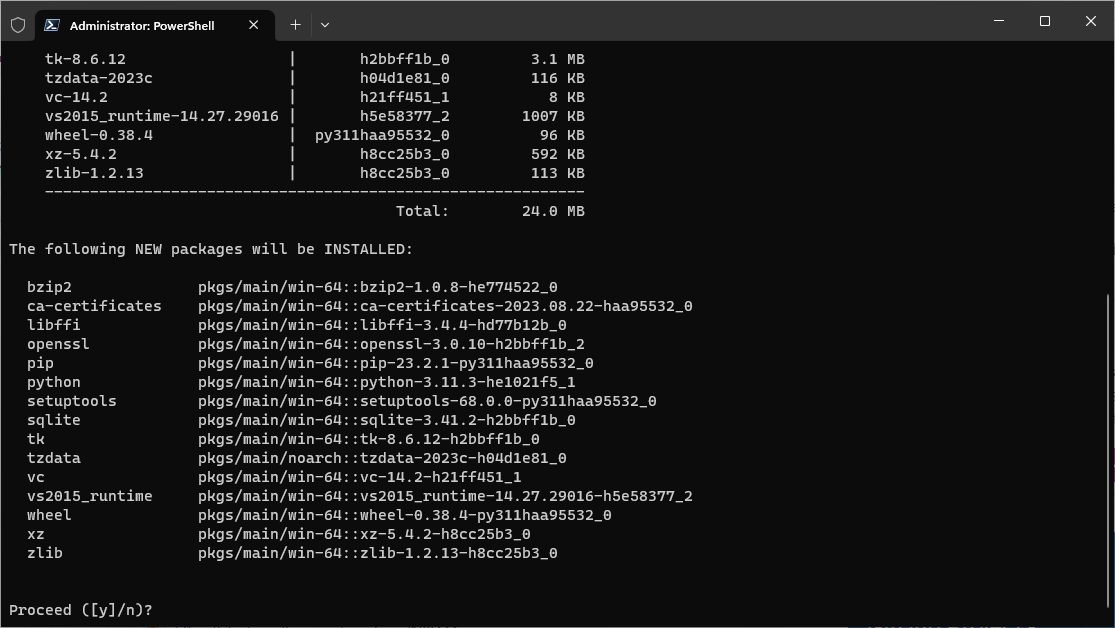 Administrator: PowerShell
tk-8.6.12                  |       h2bbff1b_0         3.1 MB
tzdata-2023c               |       h04d1e81_0         116 KB
vc-14.2                    |       h21ff451_1           8 KB
vs2015_runtime-14.27.29016 |       h5e58377_2        1007 KB
wheel-0.38.4               |  py311haa95532_0          96 KB
xz-5.4.2                   |       h8cc25b3_0         592 KB
zlib-1.2.13                |       h8cc25b3_0         113 KB
------------------------------------------------------------
Total:        24.0 MB
The following NEW packages will be INSTALLED:
bzip2              pkgs/main/win-64::bzip2-1.0.8-he774522_0
ca-certificates    pkgs/main/win-64::ca-certificates-2023.08.22-haa95532_0
libffi             pkgs/main/win-64::libffi-3.4.4-hd77b12b_0
openssl            pkgs/main/win-64::openssl-3.0.10-h2bbff1b_2
pip                pkgs/main/win-64::pip-23.2.1-py311haa95532_0
python             pkgs/main/win-64::python-3.11.3-he1021f5_1
setuptools         pkgs/main/win-64::setuptools-68.0.0-py311haa95532_0
sqlite             pkgs/main/win-64::sqlite-3.41.2-h2bbff1b_0
tk                 pkgs/main/win-64::tk-8.6.12-h2bbff1b_0
tzdata             pkgs/main/noarch::tzdata-2023c-h04d1e81_0
vc                 pkgs/main/win-64::vc-14.2-h21ff451_1
vs2015_runtime     pkgs/main/win-64::vs2015_runtime-14.27.29016-h5e58377_2
wheel              pkgs/main/win-64::wheel-0.38.4-py311haa95532_0
xz                 pkgs/main/win-64::xz-5.4.2-h8cc25b3_0
zlib               pkgs/main/win-64::zlib-1.2.13-h8cc25b3_0
Proceed ([y]/n)?